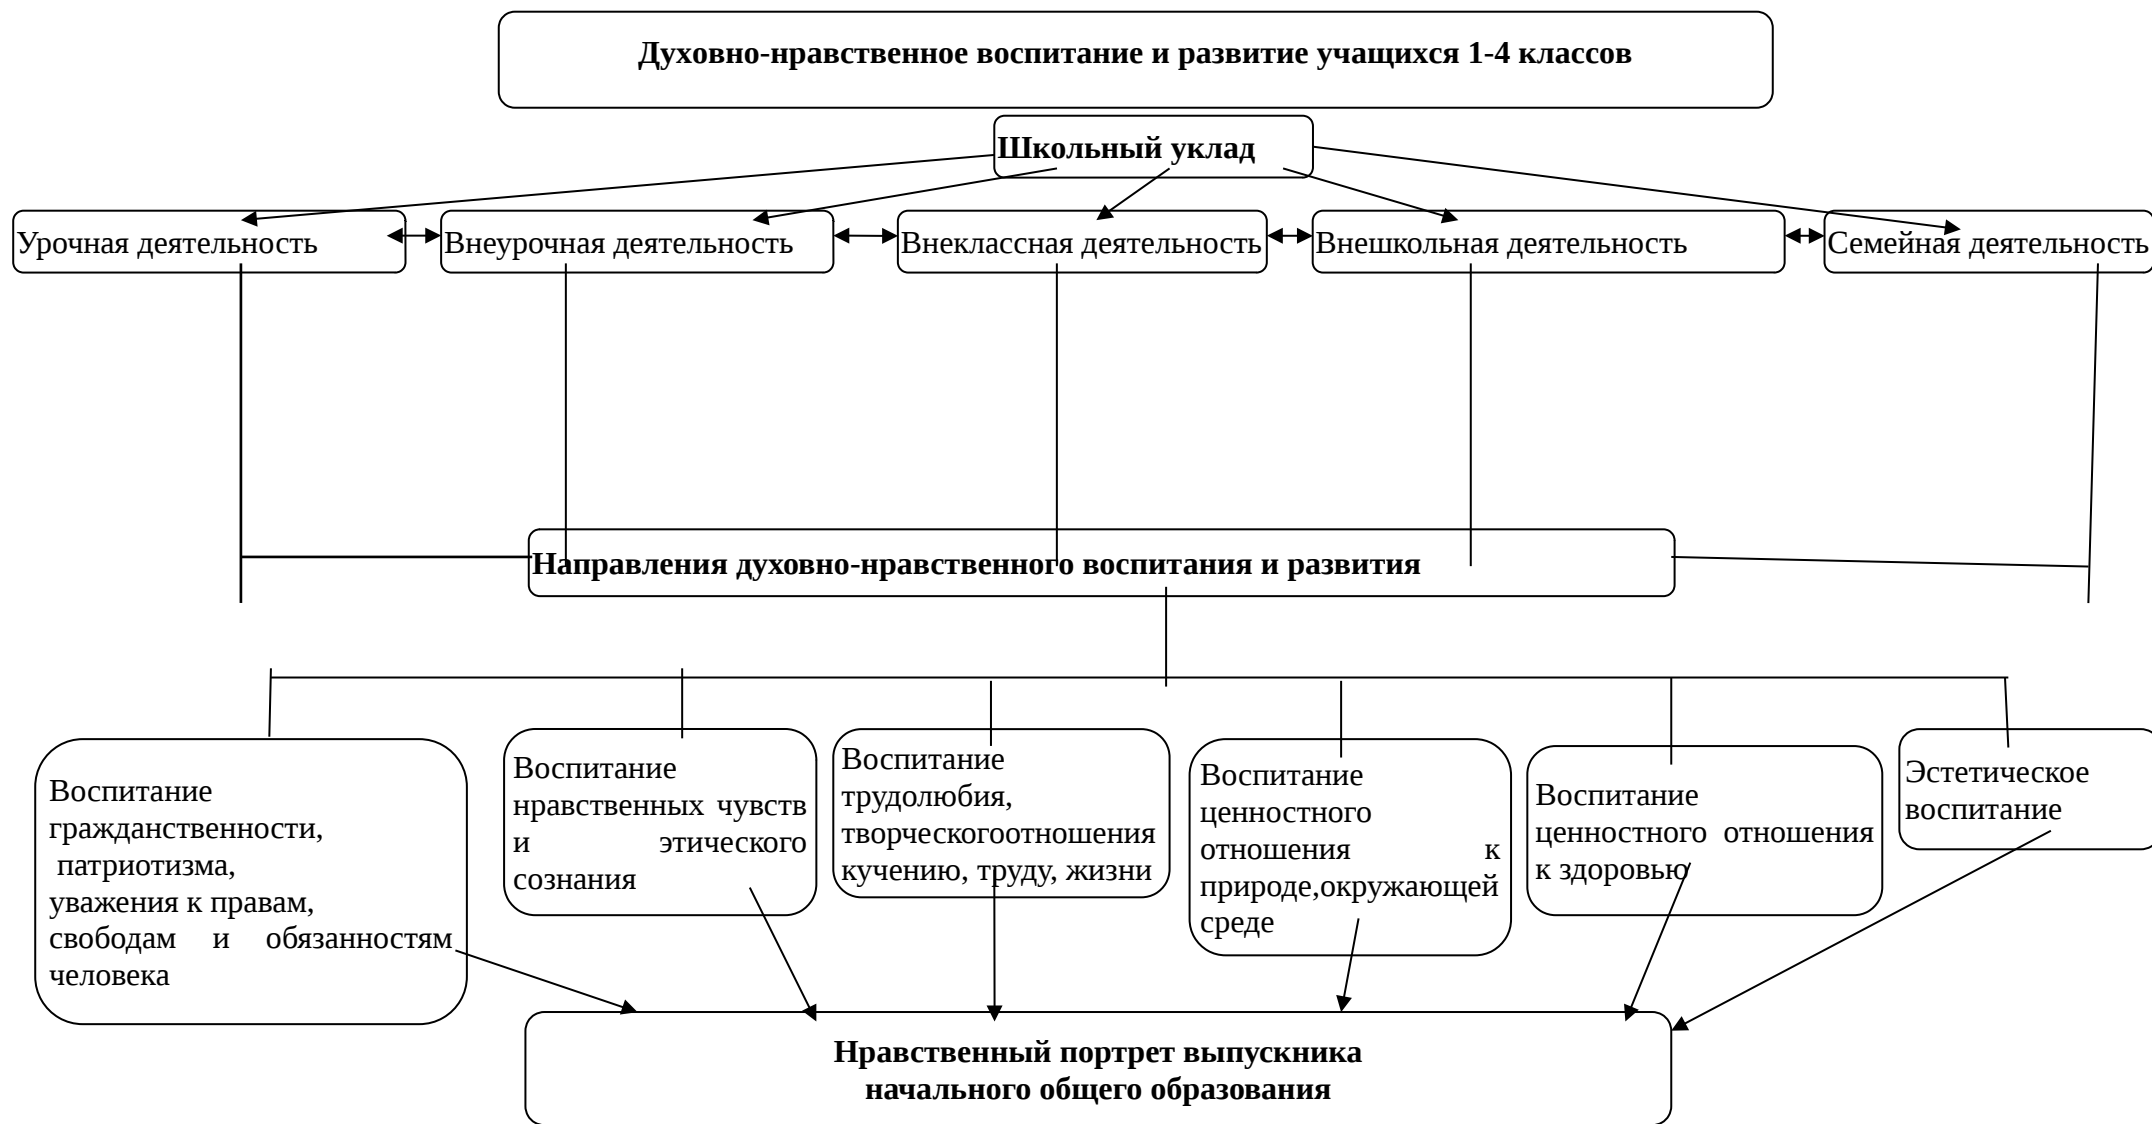 Духовно-нравственное воспитание и развитие учащихся 1-4 классов
Школьный уклад
Урочная деятельность
Внеурочная деятельность
Внеклассная деятельность
Внешкольная деятельность
Семейная деятельность
Направления духовно-нравственного воспитания и развития
Воспитание
гражданственности,
патриотизма,
уважения к правам,
свободам и обязанностям
человека
Воспитание
нравственных чувств
и этического
сознания
Воспитание
трудолюбия,
творческогоотношения
кучению, труду, жизни
Воспитание
ценностного
отношения к
природе,окружающей
среде
Воспитание
ценностного отношения
к здоровью
Эстетическое
воспитание
Нравственный портрет выпускника
начального общего образования